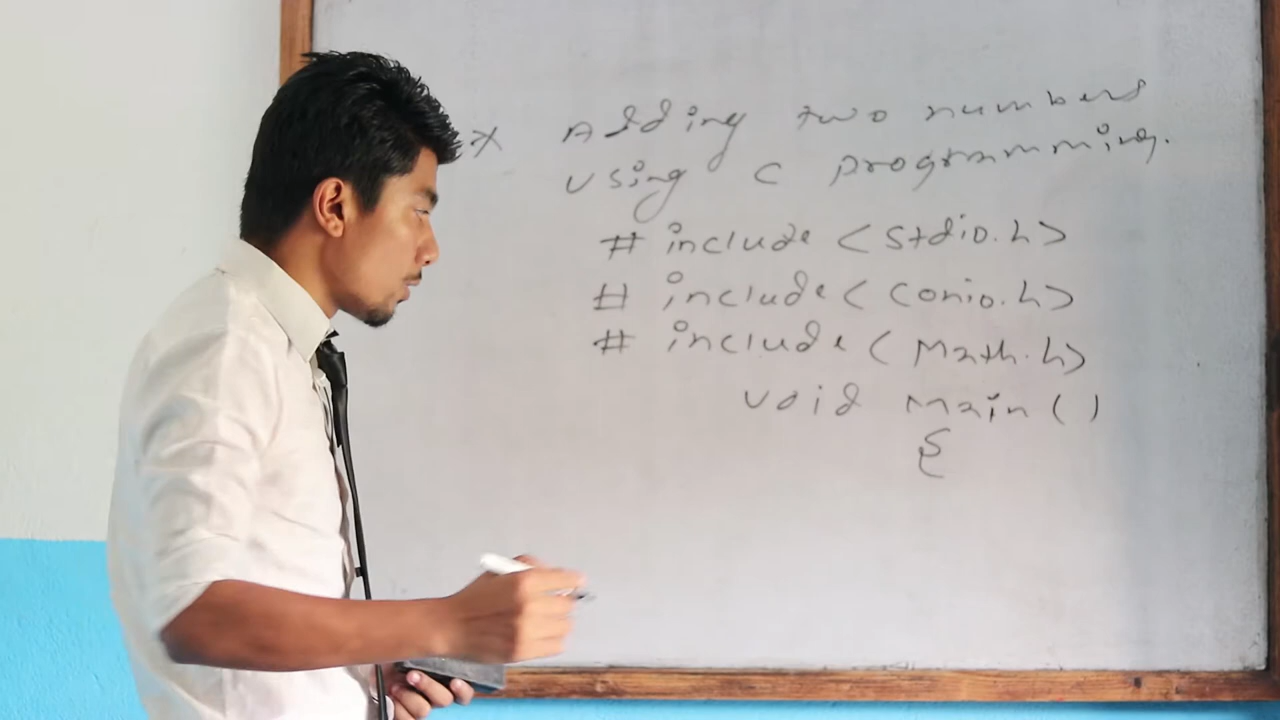 * Adding two numbers
using C programming.
# include <stdio.h>
# include <conio.h>
# include <Math.h>
void main ()
{